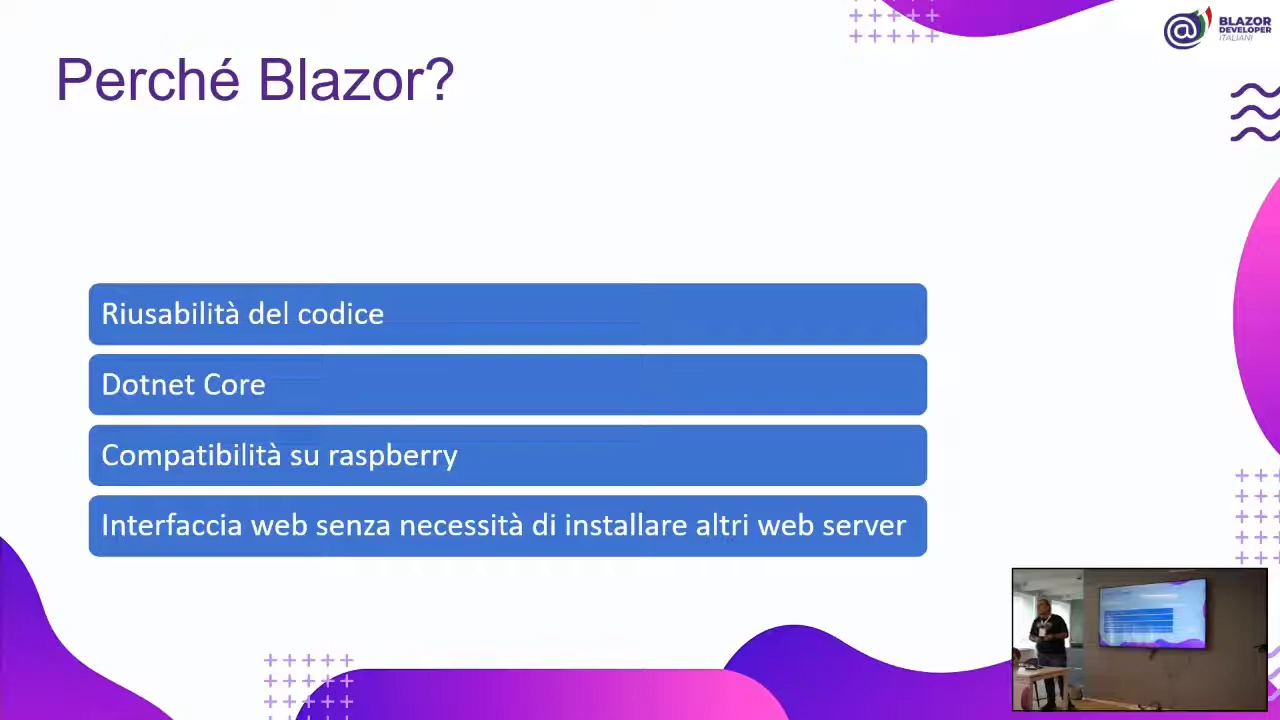 BLAZOR
DEVELOPER
ITALIANI
Perché Blazor?
Riusabilità del codice
Dotnet Core
Compatibilità su raspberry
Interfaccia web senza necessità di installare altri web server